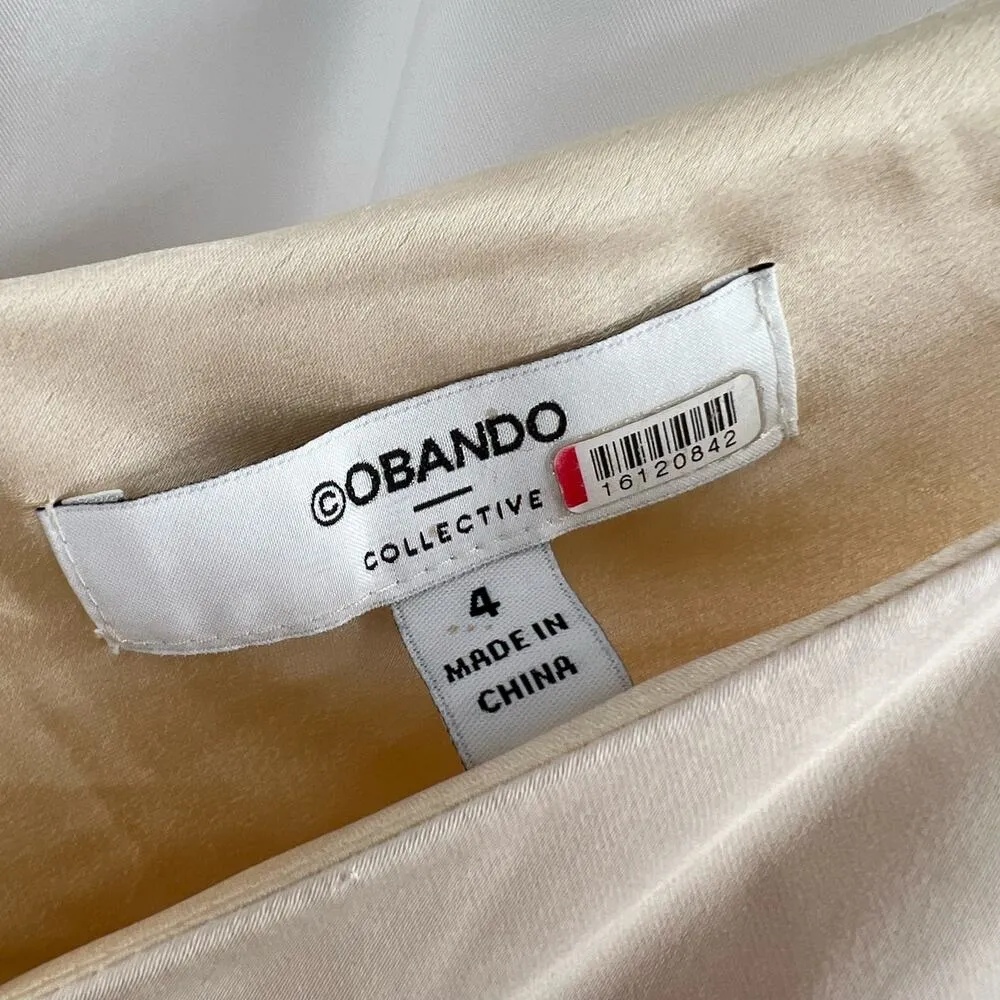 ©OBANDO
COLLECTIVE
16120842
4
MADE IN
CHINA